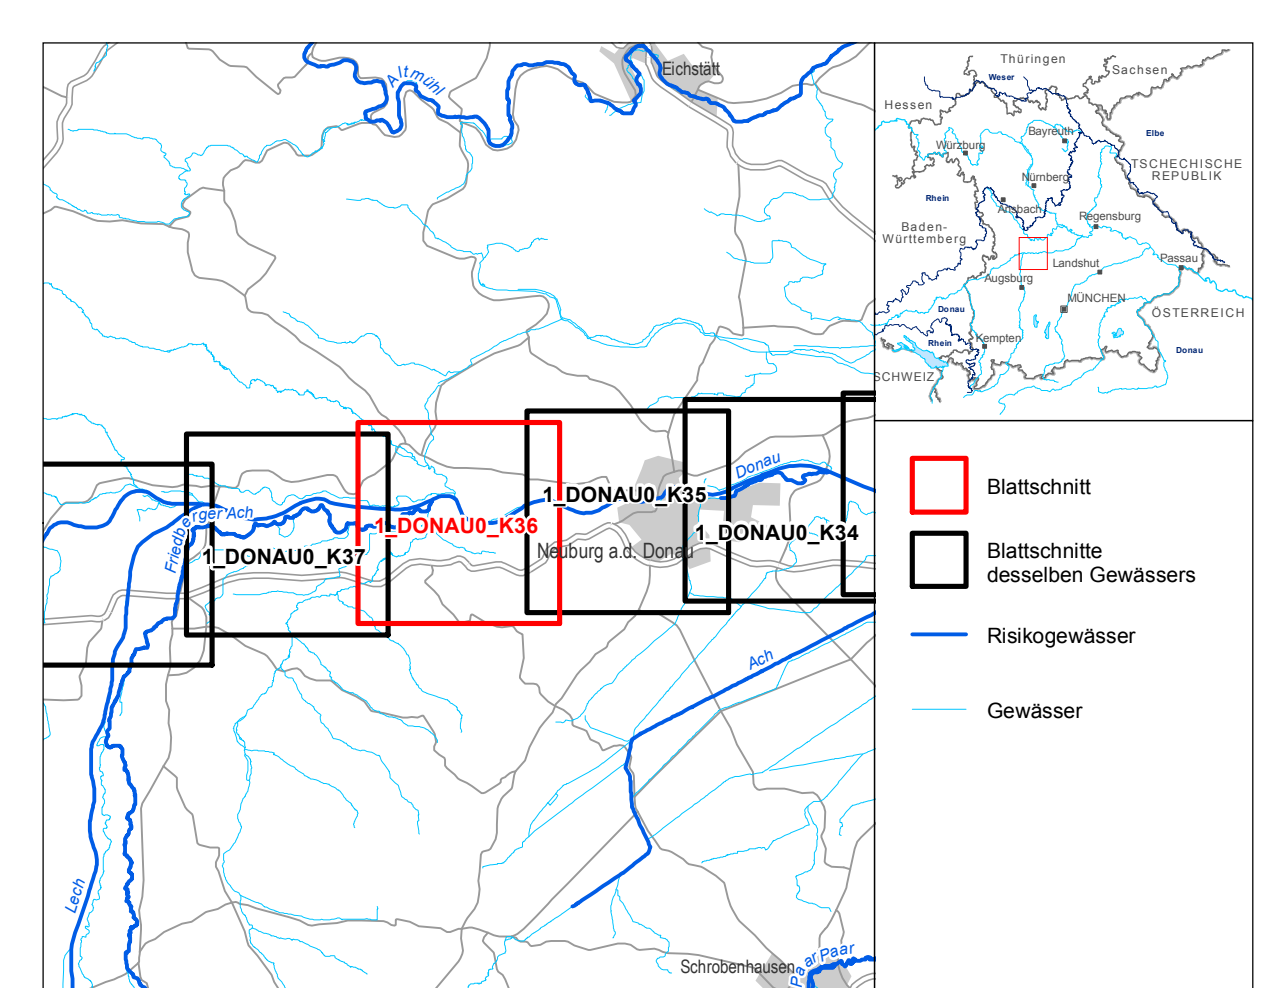 Altmühl
Eichstätt
Friedberger Ach
1_DONAU0_K37
1_DONAU0_K36
1_DONAU0_K35
Donau
1_DONAU0_K34
Neuburg a.d. Donau
Ach
Lech
Schrobenhausen
Paar
Paar
Thüringen
Sachsen
Weser
Hessen
Bayreuth
Elbe
Würzburg
TSCHECHISCHE
REPUBLIK
Nürnberg
Rhein
Ansbach
Regensburg
Baden-
Württemberg
Landshut
Passau
Augsburg
MÜNCHEN
Donau
ÖSTERREICH
Rhein
Kempten
Donau
SCHWEIZ
Blattschnitt
Blattschnitte
desselben Gewässers
Risikogewässer
Gewässer